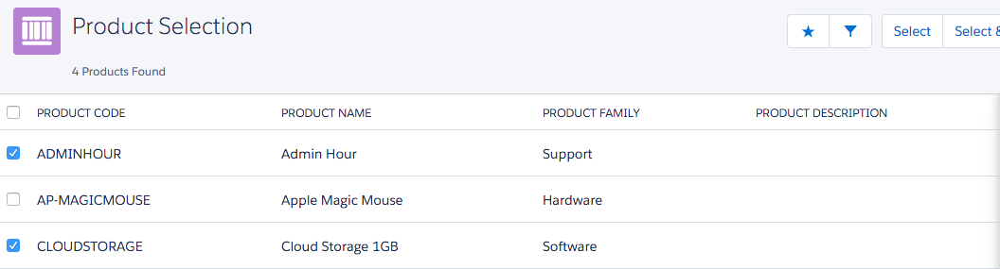 Product Selection
Select Select &
4 Products Found
PRODUCT CODE PRODUCT NAME PRODUCT FAMILY PRODUCT DESCRIPTION
ADMINHOUR Admin Hour Support
AP-MAGICMOUSE Apple Magic Mouse Hardware
CLOUDSTORAGE Cloud Storage 1GB Software